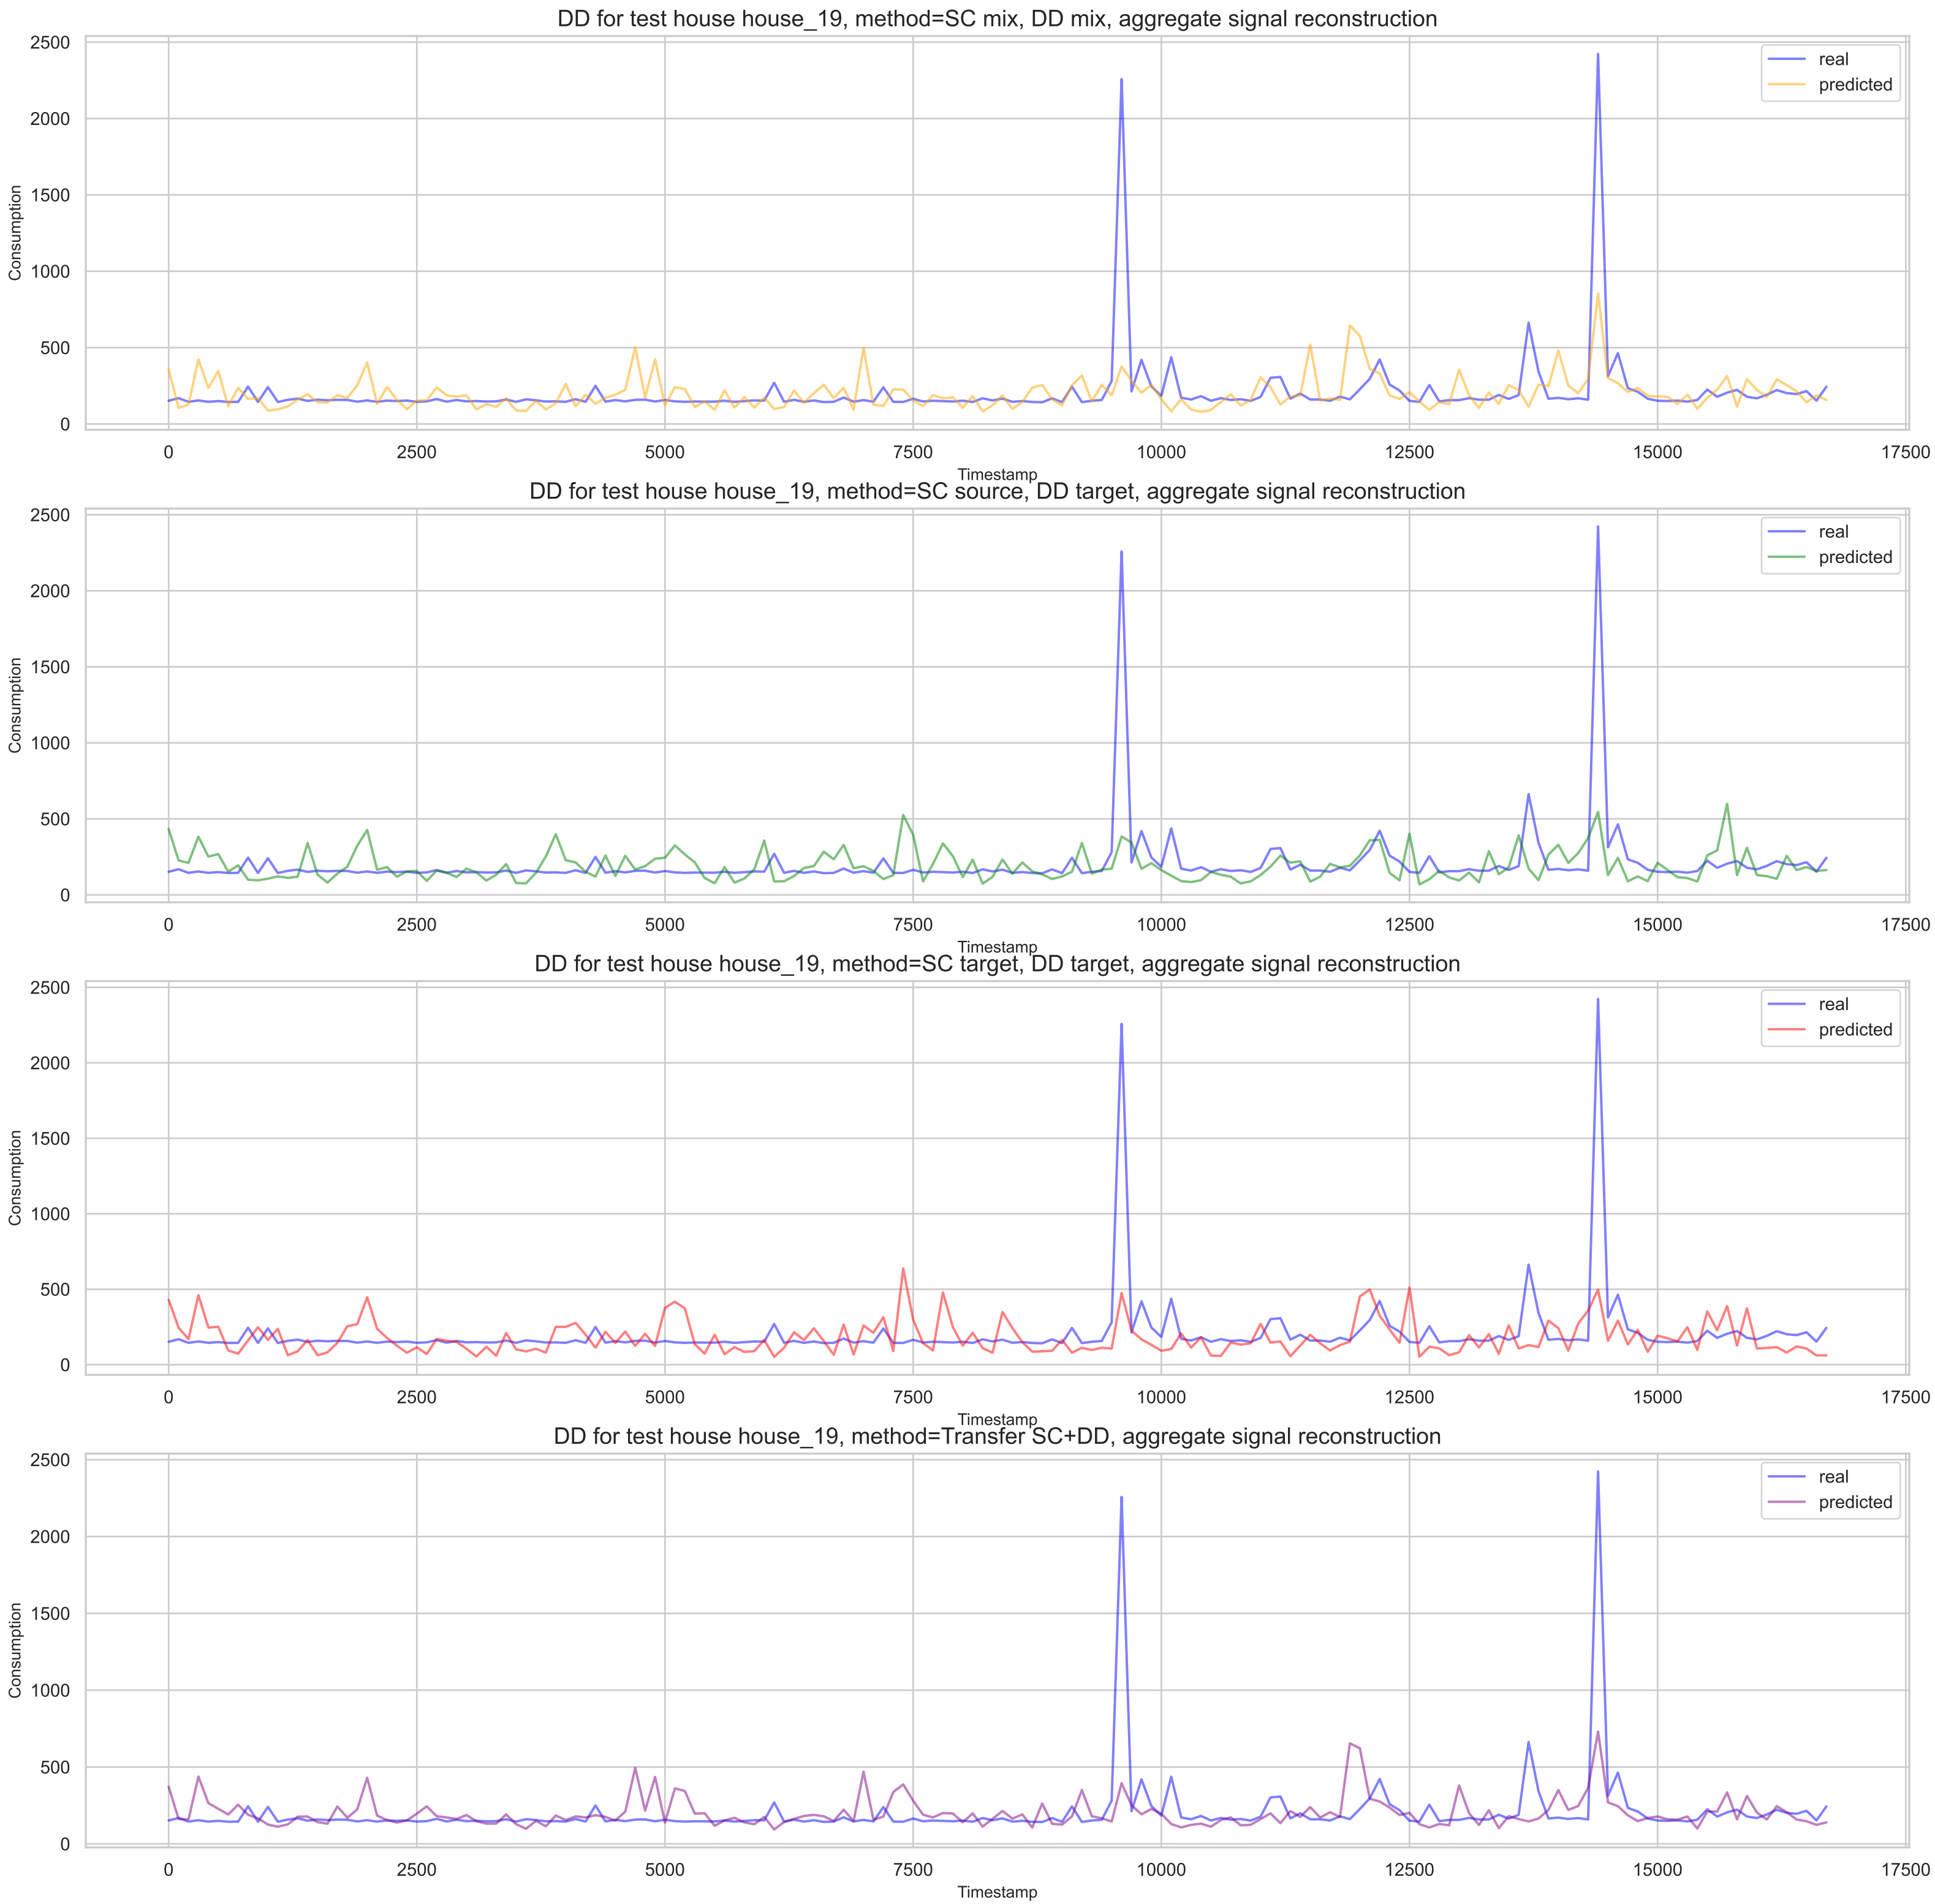 DD for test house house_19, method=SC mix, DD mix, aggregate signal reconstruction
2500
2000
1500
1000
500
0
Consumption
real
predicted
0 2500 5000 7500 10000 12500 15000 17500
Timestamp
DD for test house house_19, method=SC source, DD target, aggregate signal reconstruction
2500
2000
1500
1000
500
0
Consumption
real
predicted
0 2500 5000 7500 10000 12500 15000 17500
Timestamp
DD for test house house_19, method=SC target, DD target, aggregate signal reconstruction
2500
2000
1500
1000
500
0
Consumption
real
predicted
0 2500 5000 7500 10000 12500 15000 17500
Timestamp
DD for test house house_19, method=Transfer SC+DD, aggregate signal reconstruction
2500
2000
1500
1000
500
0
Consumption
real
predicted
0 2500 5000 7500 10000 12500 15000 17500
Timestamp